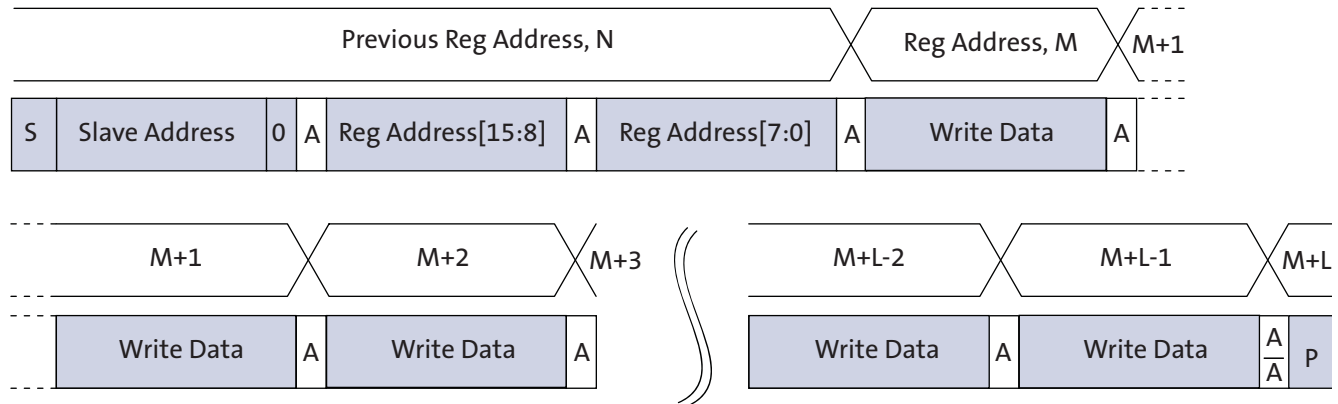 Previous Reg Address, N Reg Address, M M+1
S Slave Address 0 A Reg Address[15:8] A Reg Address[7:0] A Write Data A
M+1 M+2 M+3 M+L-2 M+L-1 M+L
Write Data A Write Data A Write Data A Write Data A/A̅ P